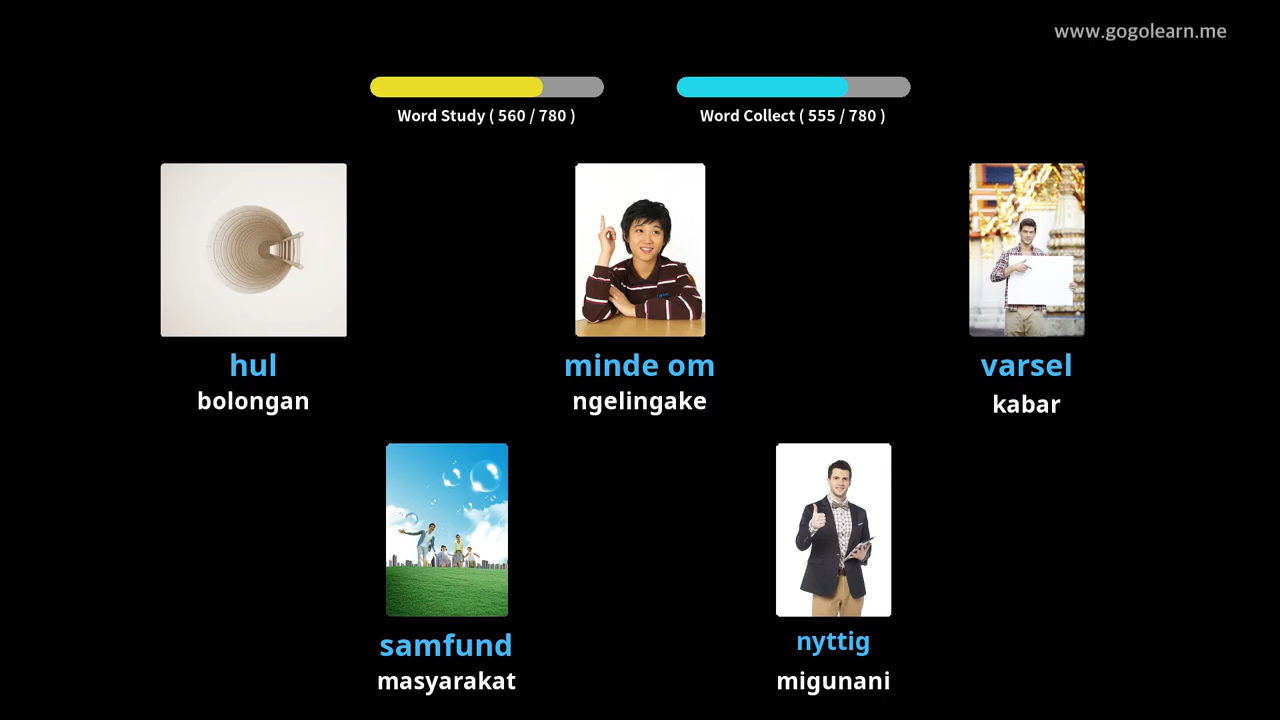 www.gogolearn.me
Word Study ( 560 / 780 )
Word Collect ( 555 / 780 )
hul
bolongan
minde om
ngelingake
varsel
kabar
samfund
masyarakat
nyttig
migunani